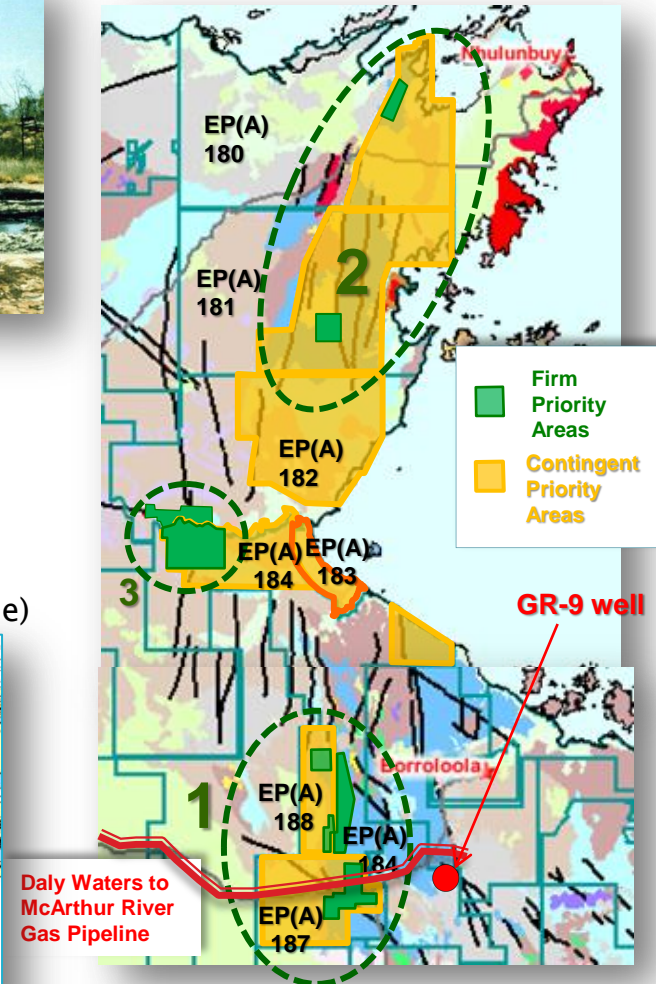 Nhulunbuy
EP(A)
180
EP(A)
181
2
Firm
Priority
Areas
Contingent
Priority
Areas
EP(A)
182
EP(A)
184
EP(A)
183
3
GR-9 well
e)
Borroloola
1
EP(A)
188
EP(A)
184
Daly Waters to
McArthur River
Gas Pipeline
EP(A)
187